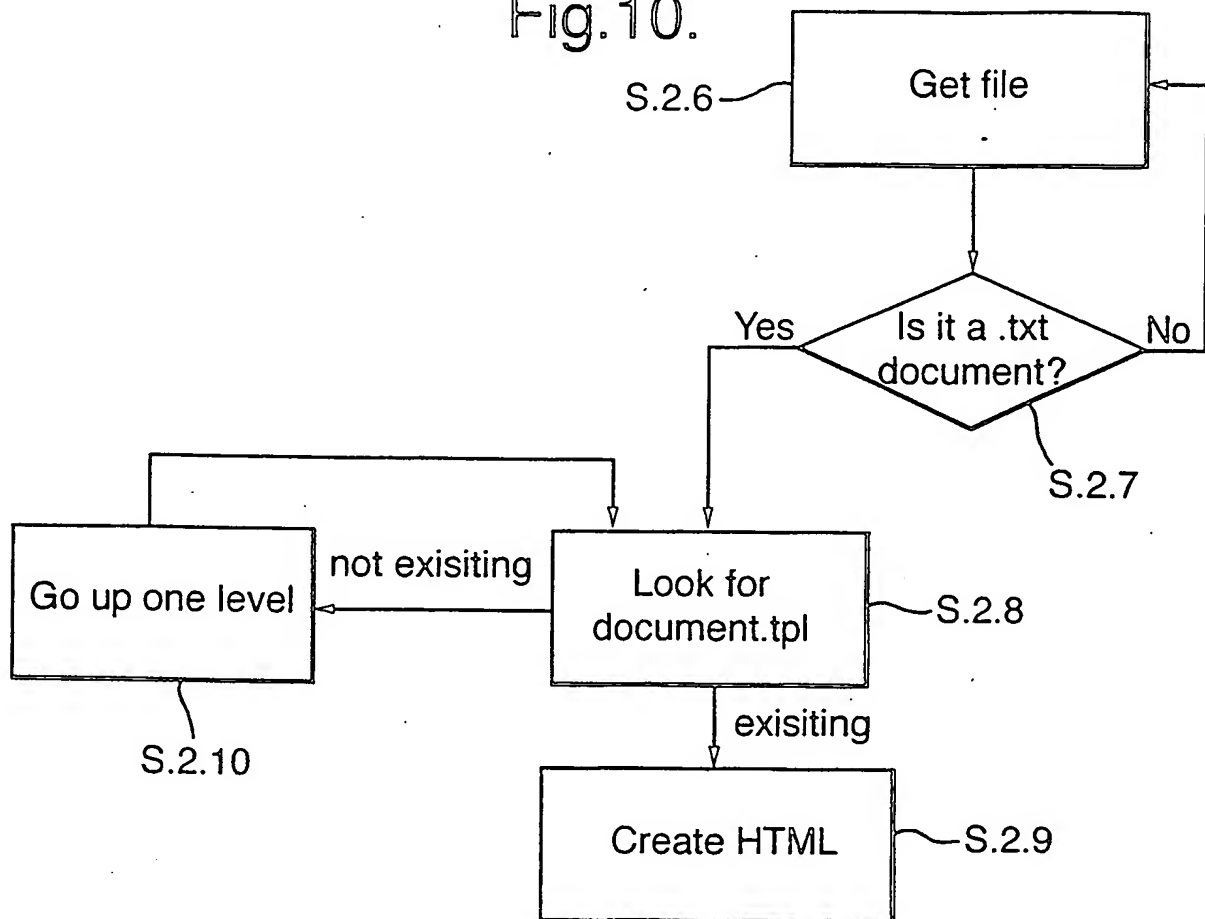 Fig.10.
S.2.6
Get file
Yes
Is it a .txt
document?
No
S.2.7
Go up one level
not exisiting
Look for
document.tpl
S.2.8
S.2.10
exisiting
Create HTML
S.2.9